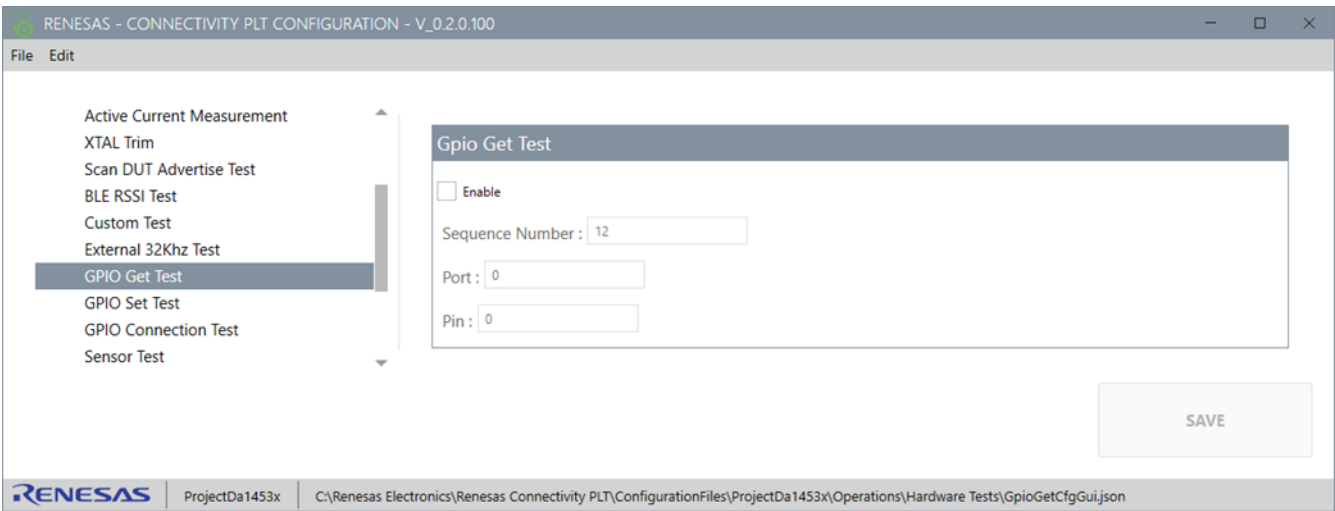 RENESAS - CONNECTIVITY PLT CONFIGURATION - V_0.2.0.100
File Edit
Active Current Measurement
XTAL Trim
Scan DUT Advertise Test
BLE RSSI Test
Custom Test
External 32Khz Test
GPIO Get Test
GPIO Set Test
GPIO Connection Test
Sensor Test
Gpio Get Test
Enable
Sequence Number : 12
Port : 0
Pin : 0
SAVE
RENESAS ProjectDa1453x C:\Renesas Electronics\Renesas Connectivity PLT\ConfigurationFiles\ProjectDa1453x\Operations\Hardware Tests\GpioGetCfgGui.json